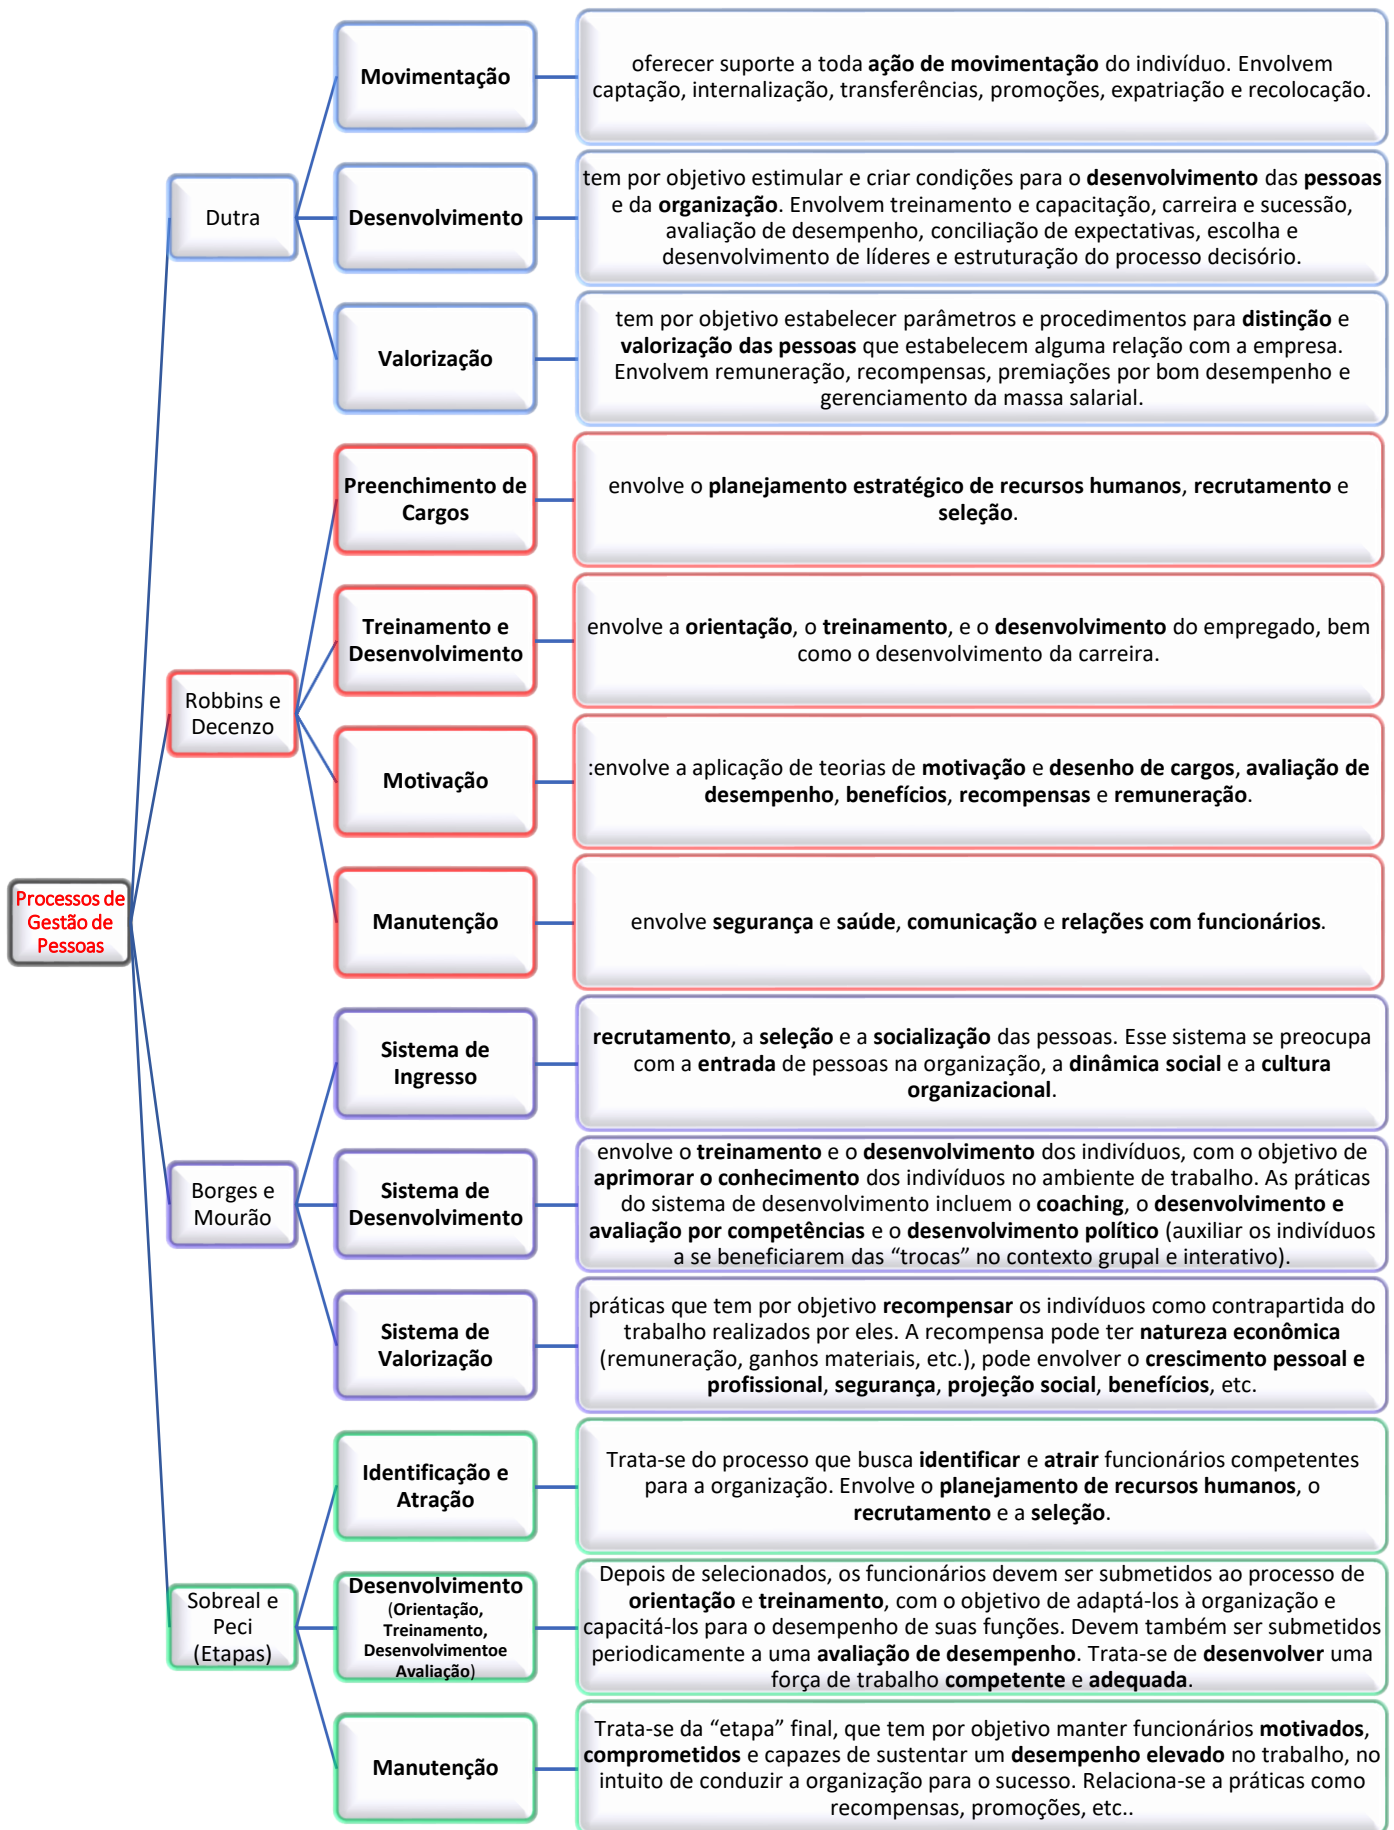 Processos de
Gestão de
Pessoas
Dutra
Movimentação
oferecer suporte a toda ação de movimentação do indivíduo. Envolvem
captação, internalização, transferências, promoções, expatriação e recolocação.
Desenvolvimento
tem por objetivo estimular e criar condições para o desenvolvimento das pessoas
e da organização. Envolvem treinamento e capacitação, carreira e sucessão,
avaliação de desempenho, conciliação de expectativas, escolha e
desenvolvimento de líderes e estruturação do processo decisório.
Valorização
tem por objetivo estabelecer parâmetros e procedimentos para distinção e
valorização das pessoas que estabelecem alguma relação com a empresa.
Envolvem remuneração, recompensas, premiações por bom desempenho e
gerenciamento da massa salarial.
Robbins e
Decenzo
Preenchimento de
Cargos
envolve o planejamento estratégico de recursos humanos, recrutamento e
seleção.
Treinamento e
Desenvolvimento
envolve a orientação, o treinamento, e o desenvolvimento do empregado, bem
como o desenvolvimento da carreira.
Motivação
:envolve a aplicação de teorias de motivação e desenho de cargos, avaliação de
desempenho, benefícios, recompensas e remuneração.
Manutenção
envolve segurança e saúde, comunicação e relações com funcionários.
Borges e
Mourão
Sistema de
Ingresso
recrutamento, a seleção e a socialização das pessoas. Esse sistema se preocupa
com a entrada de pessoas na organização, a dinâmica social e a cultura
organizacional.
Sistema de
Desenvolvimento
envolve o treinamento e o desenvolvimento dos indivíduos, com o objetivo de
aprimorar o conhecimento dos indivíduos no ambiente de trabalho. As práticas
do sistema de desenvolvimento incluem o coaching, o desenvolvimento e
avaliação por competências e o desenvolvimento político (auxiliar os indivíduos
a se beneficiarem das “trocas” no contexto grupal e interativo).
Sistema de
Valorização
práticas que tem por objetivo recompensar os indivíduos como contrapartida do
trabalho realizados por eles. A recompensa pode ter natureza econômica
(remuneração, ganhos materiais, etc.), pode envolver o crescimento pessoal e
profissional, segurança, projeção social, benefícios, etc.
Sobreal e
Peci
(Etapas)
Identificação e
Atração
Trata-se do processo que busca identificar e atrair funcionários competentes
para a organização. Envolve o planejamento de recursos humanos, o
recrutamento e a seleção.
Desenvolvimento
(Orientação,
Treinamento,
Desenvolvimentoe
Avaliação)
Depois de selecionados, os funcionários devem ser submetidos ao processo de
orientação e treinamento, com o objetivo de adaptá-los à organização e
capacitá-los para o desempenho de suas funções. Devem também ser submetidos
periodicamente a uma avaliação de desempenho. Trata-se de desenvolver uma
força de trabalho competente e adequada.
Manutenção
Trata-se da “etapa” final, que tem por objetivo manter funcionários motivados,
comprometidos e capazes de sustentar um desempenho elevado no trabalho, no
intuito de conduzir a organização para o sucesso. Relaciona-se a práticas como
recompensas, promoções, etc..